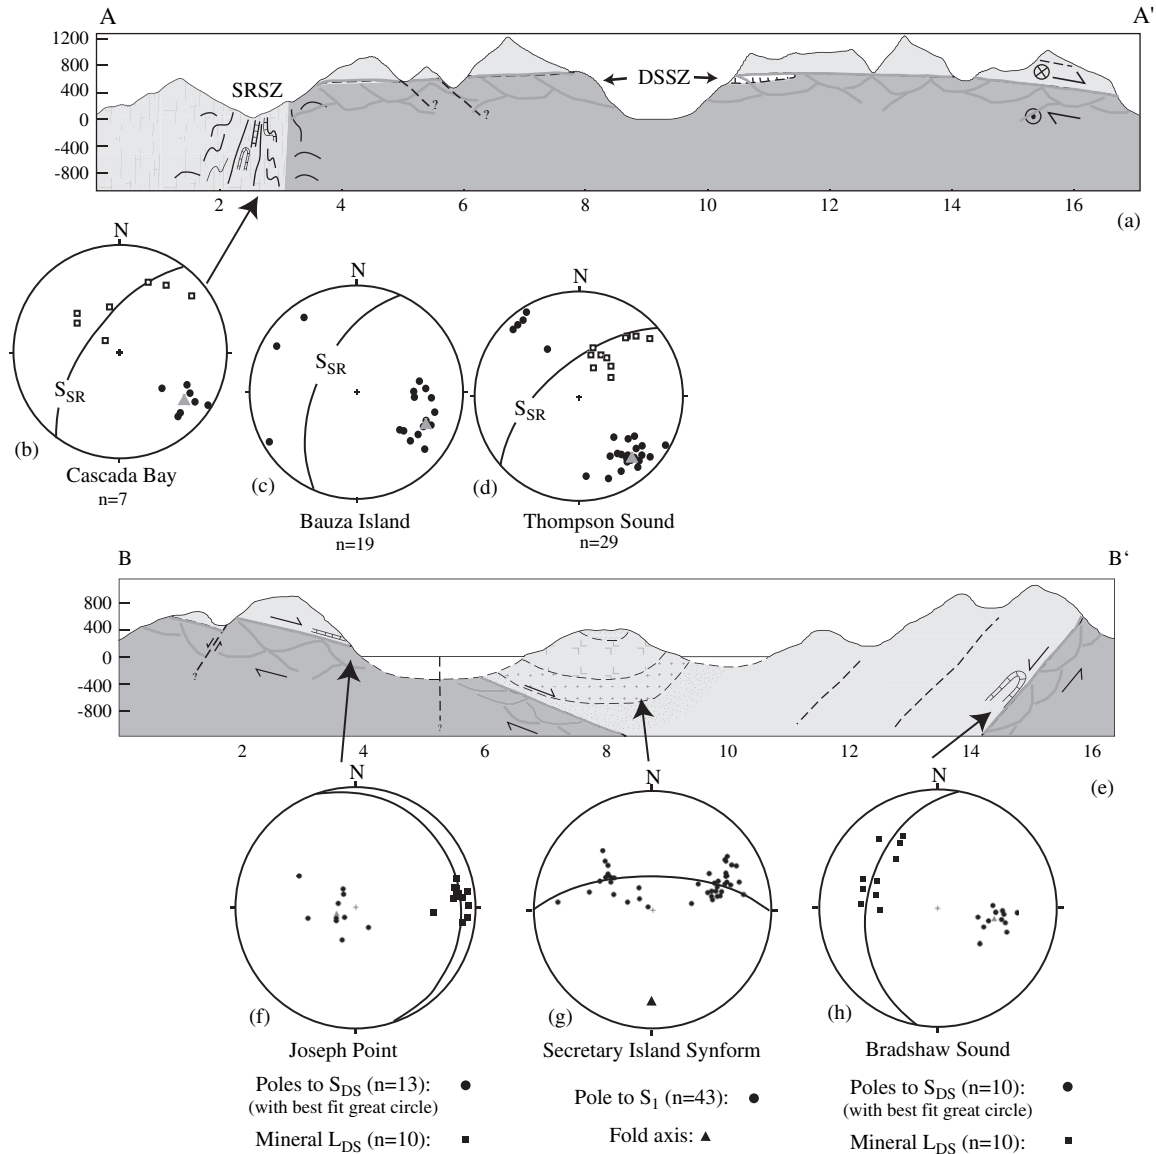 A
A'
1200
800
400
0
-400
-800
SRSZ
DSSZ
?
?
2
4
6
8
10
12
14
16
(a)
N
S_SR
(b)
Cascada Bay
n=7
N
S_SR
(c)
Bauza Island
n=19
N
S_SR
(d)
Thompson Sound
n=29
B
B‘
800
400
0
-400
-800
?
?
2
4
6
8
10
12
14
16
(e)
N
(f)
Joseph Point
Poles to S_DS (n=13):
(with best fit great circle)
Mineral L_DS (n=10):
N
(g)
Secretary Island Synform
Pole to S_1 (n=43):
Fold axis:
N
(h)
Bradshaw Sound
Poles to S_DS (n=10):
(with best fit great circle)
Mineral L_DS (n=10):